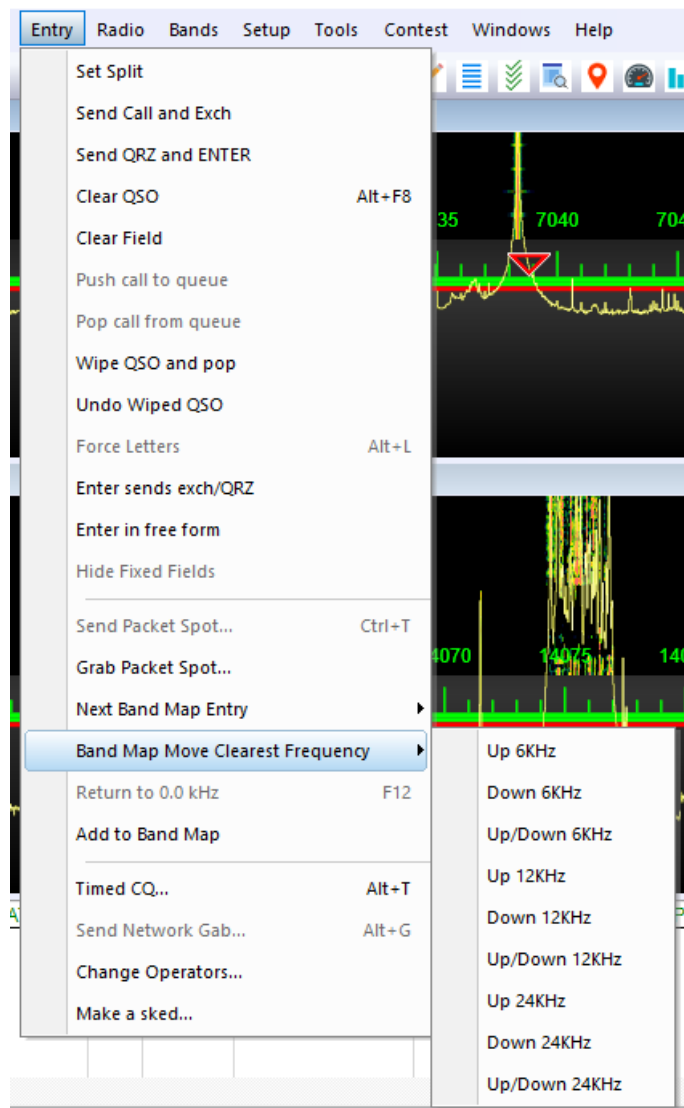 Entry Radio Bands Setup Tools Contest Windows Help
Set Split
Send Call and Exch
Send QRZ and ENTER
Clear QSO Alt+F8
Clear Field
35 7040 704
Push call to queue
Pop call from queue
Wipe QSO and pop
Undo Wiped QSO
Force Letters Alt+L
Enter sends exch/QRZ
Enter in free form
Hide Fixed Fields
Send Packet Spot... Ctrl+T
Grab Packet Spot...
4070 14075 140
Next Band Map Entry
Band Map Move Clearest Frequency
Return to 0.0 kHz F12
Add to Band Map
Timed CQ... Alt+T
Send Network Gab... Alt+G
Change Operators...
Make a sked...
Up 6KHz
Down 6KHz
Up/Down 6KHz
Up 12KHz
Down 12KHz
Up/Down 12KHz
Up 24KHz
Down 24KHz
Up/Down 24KHz